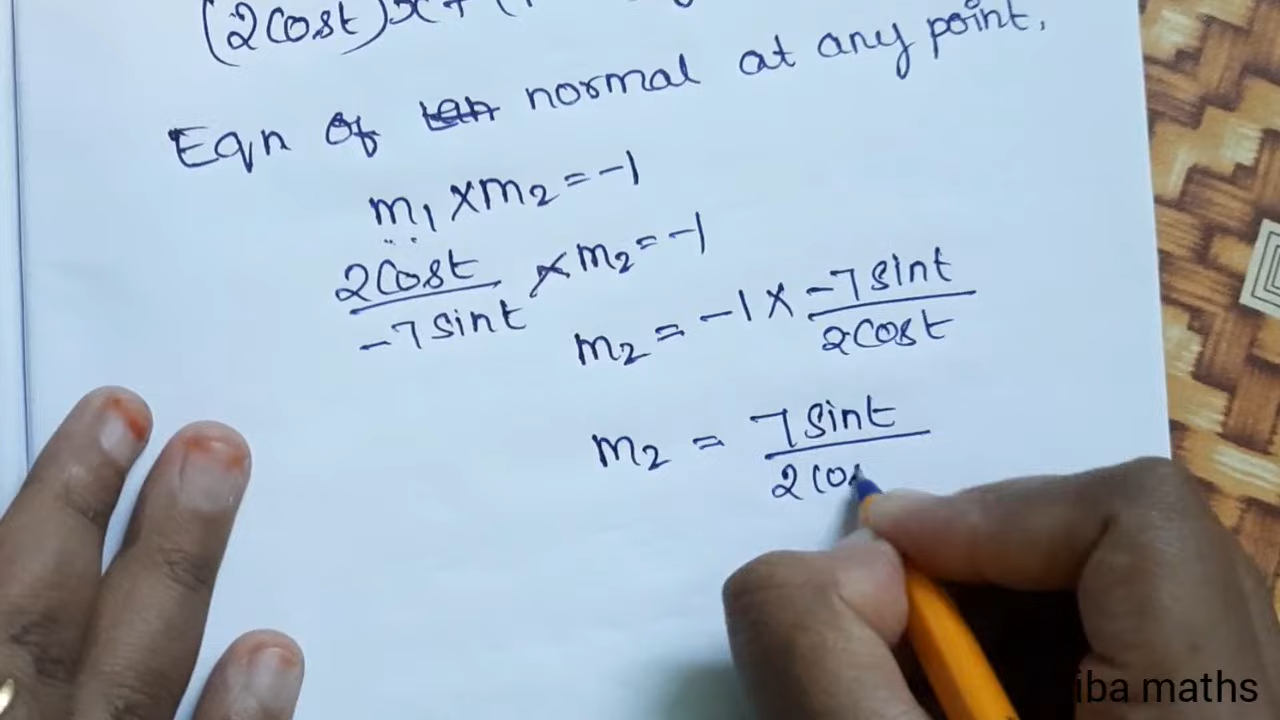 (2cost)x+(
Eqn of normal at any point,
m1 × m2 = -1
2cost/-7sint × m2 = -1
m2 = -1 × -7sint/2cost
m2 = 7sint/2cos
iba maths